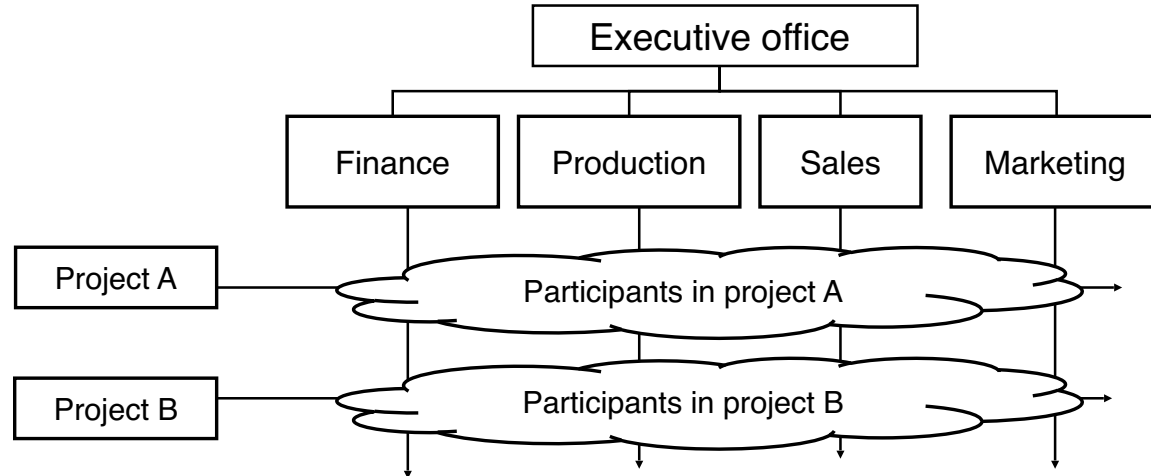 Executive office
Finance
Production
Sales
Marketing
Project A
Participants in project A
Project B
Participants in project B